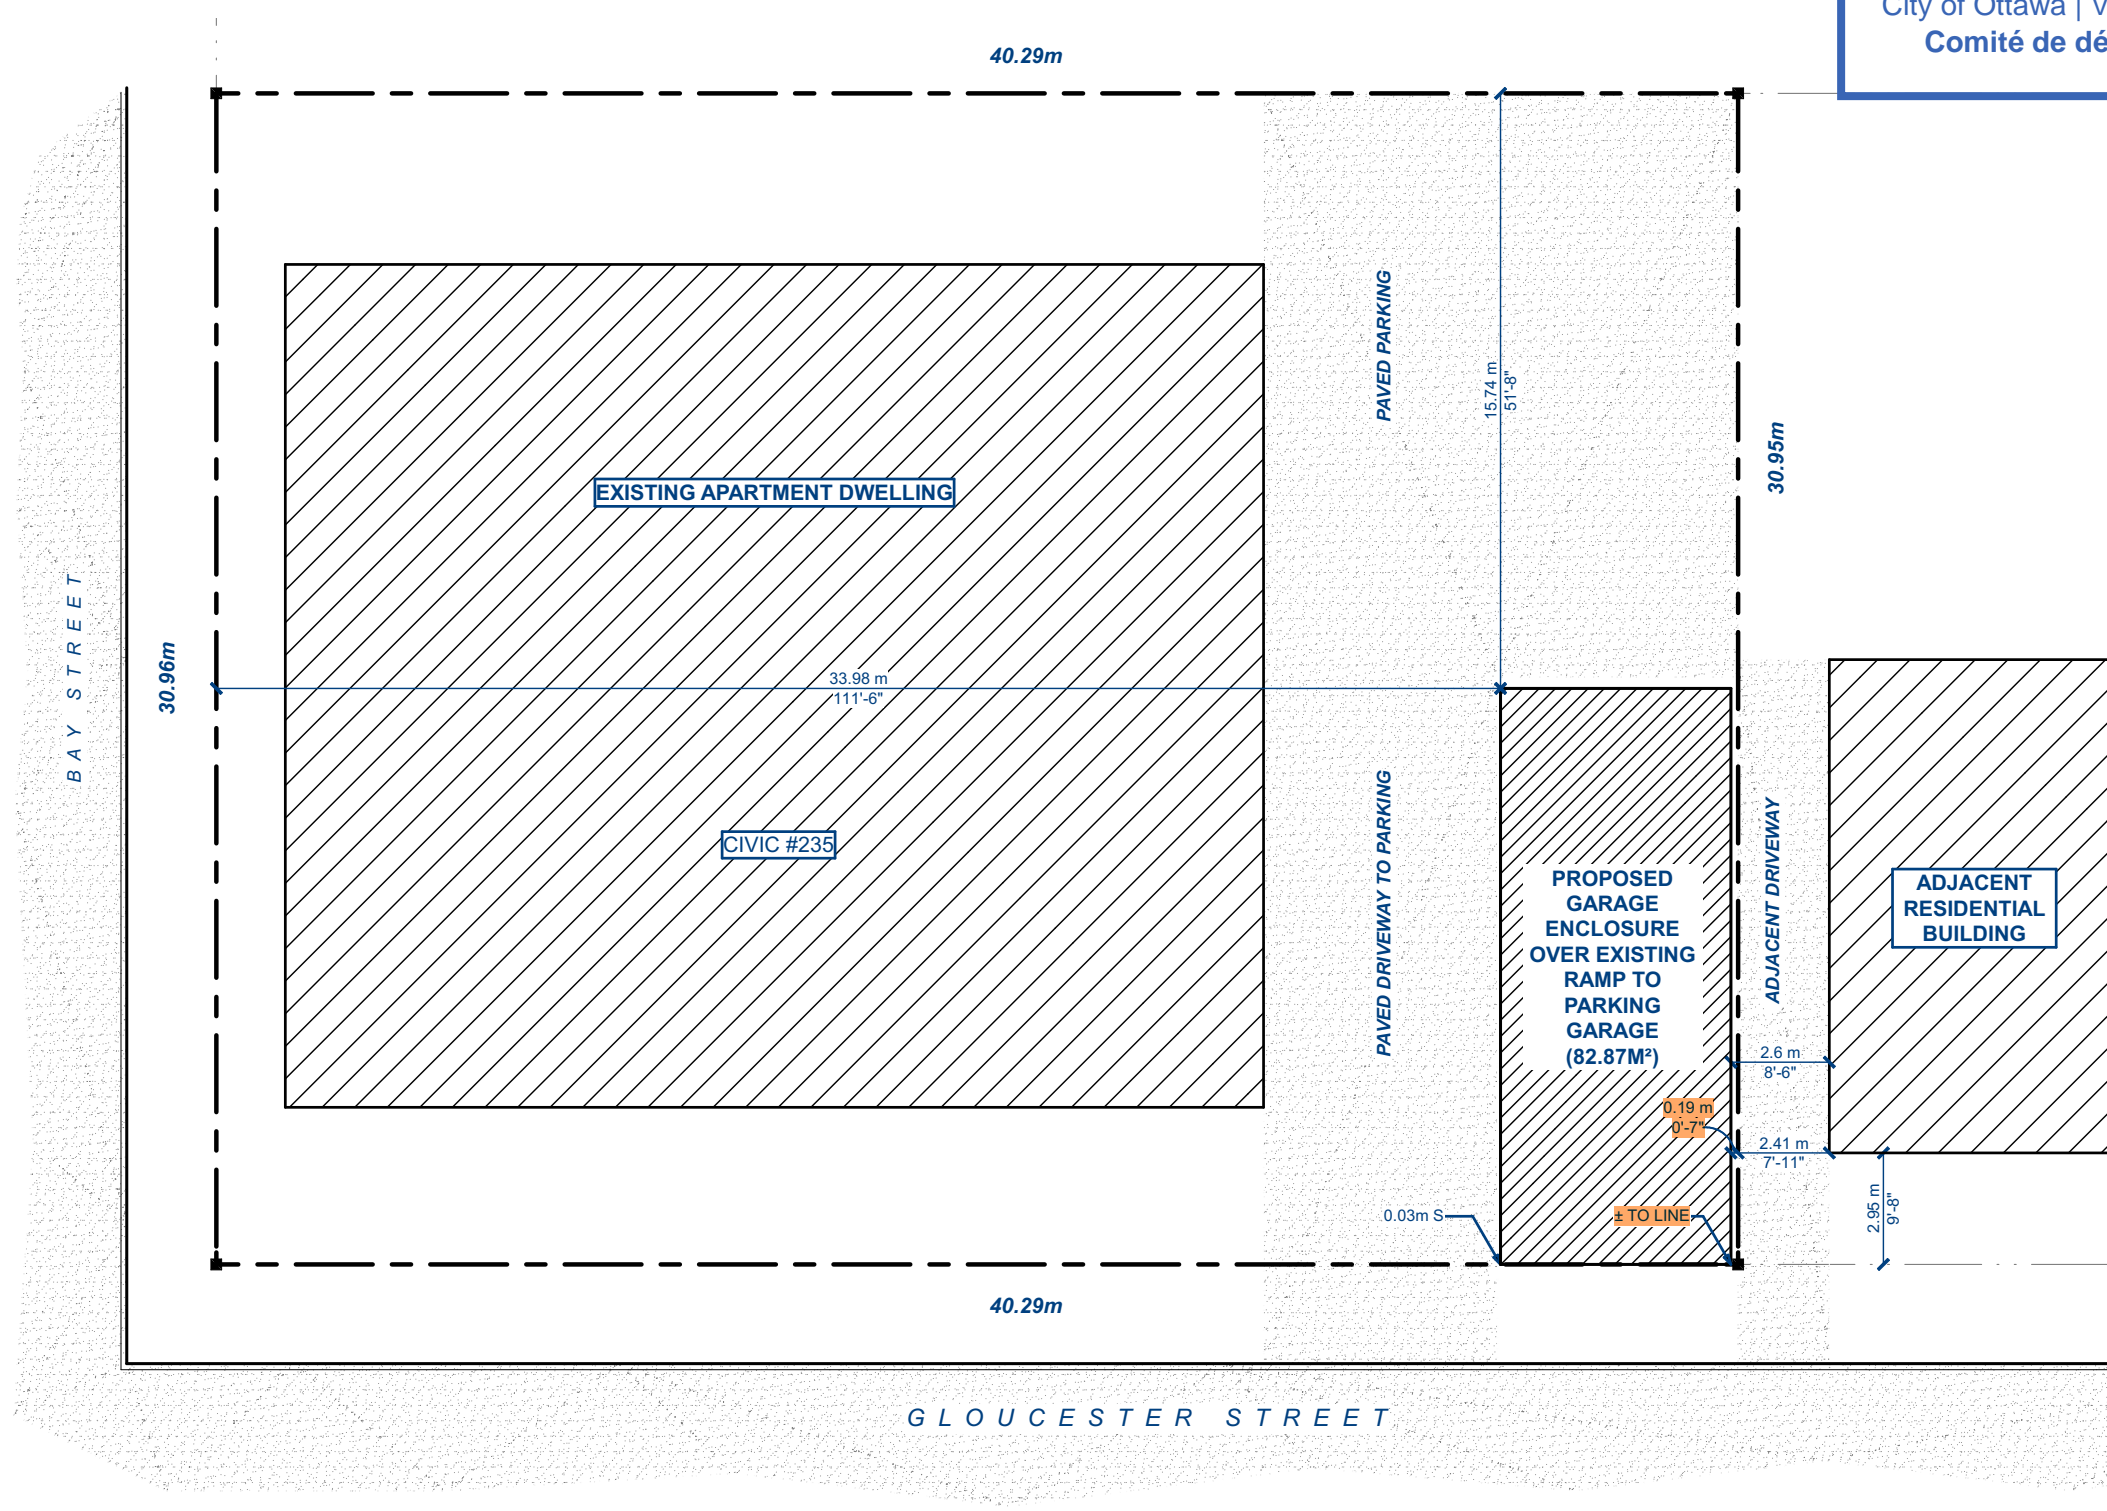 City of Ottawa |
Comité de
40.29m
PAVED PARKING
15.74 m
51'-8"
30.95m
EXISTING APARTMENT DWELLING
BAY STREET
30.96m
33.98 m
111'-6"
CIVIC #235
PAVED DRIVEWAY TO PARKING
PROPOSED
GARAGE
ENCLOSURE
OVER EXISTING
RAMP TO
PARKING
GARAGE
(82.87M²)
ADJACENT DRIVEWAY
ADJACENT
RESIDENTIAL
BUILDING
2.6 m
8'-6"
0.19 m
0'-7"
2.41 m
7'-11"
2.95 m
9'-8"
0.03m S
± TO LINE
40.29m
GLOUCESTER STREET